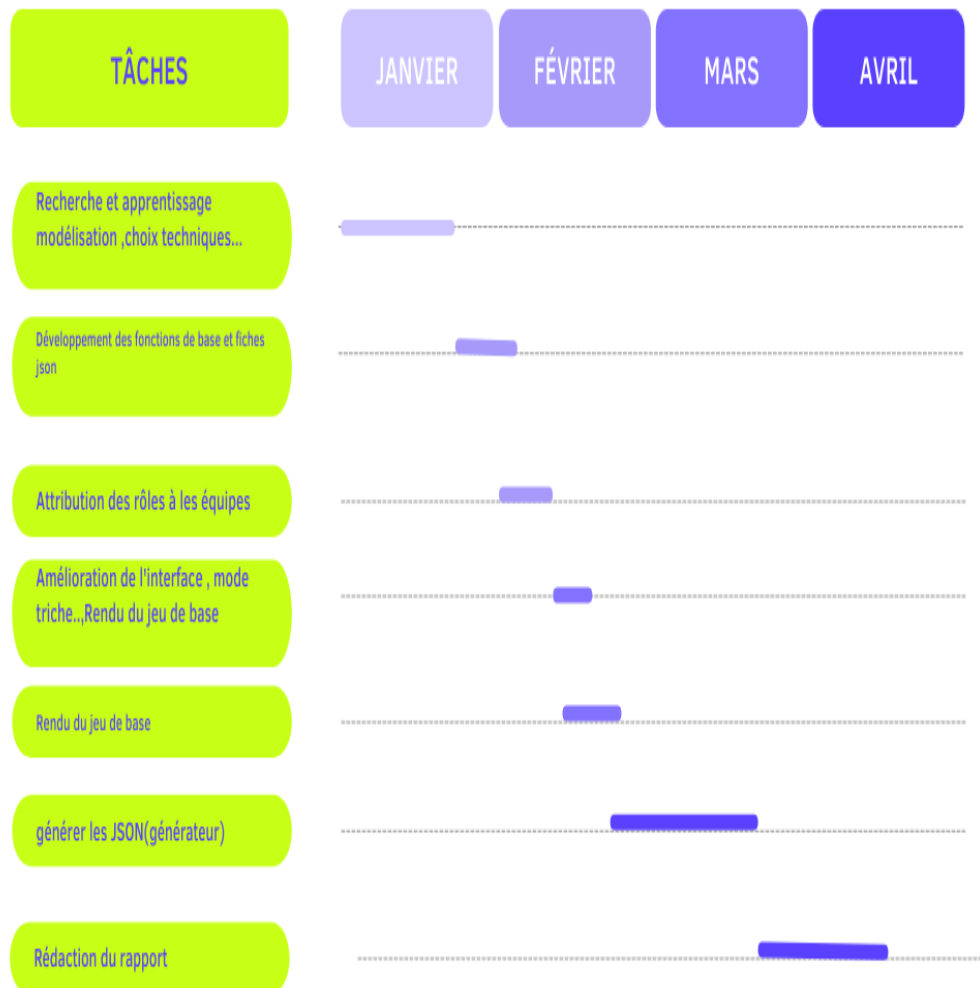 TÂCHES
JANVIER
FÉVRIER
MARS
AVRIL
Recherche et apprentissage
modélisation ,choix techniques...
Développement des fonctions de base et fiches
json
Attribution des rôles à les équipes
Amélioration de l'interface , mode
triche..,Rendu du jeu de base
Rendu du jeu de base
générer les JSON(générateur)
Rédaction du rapport